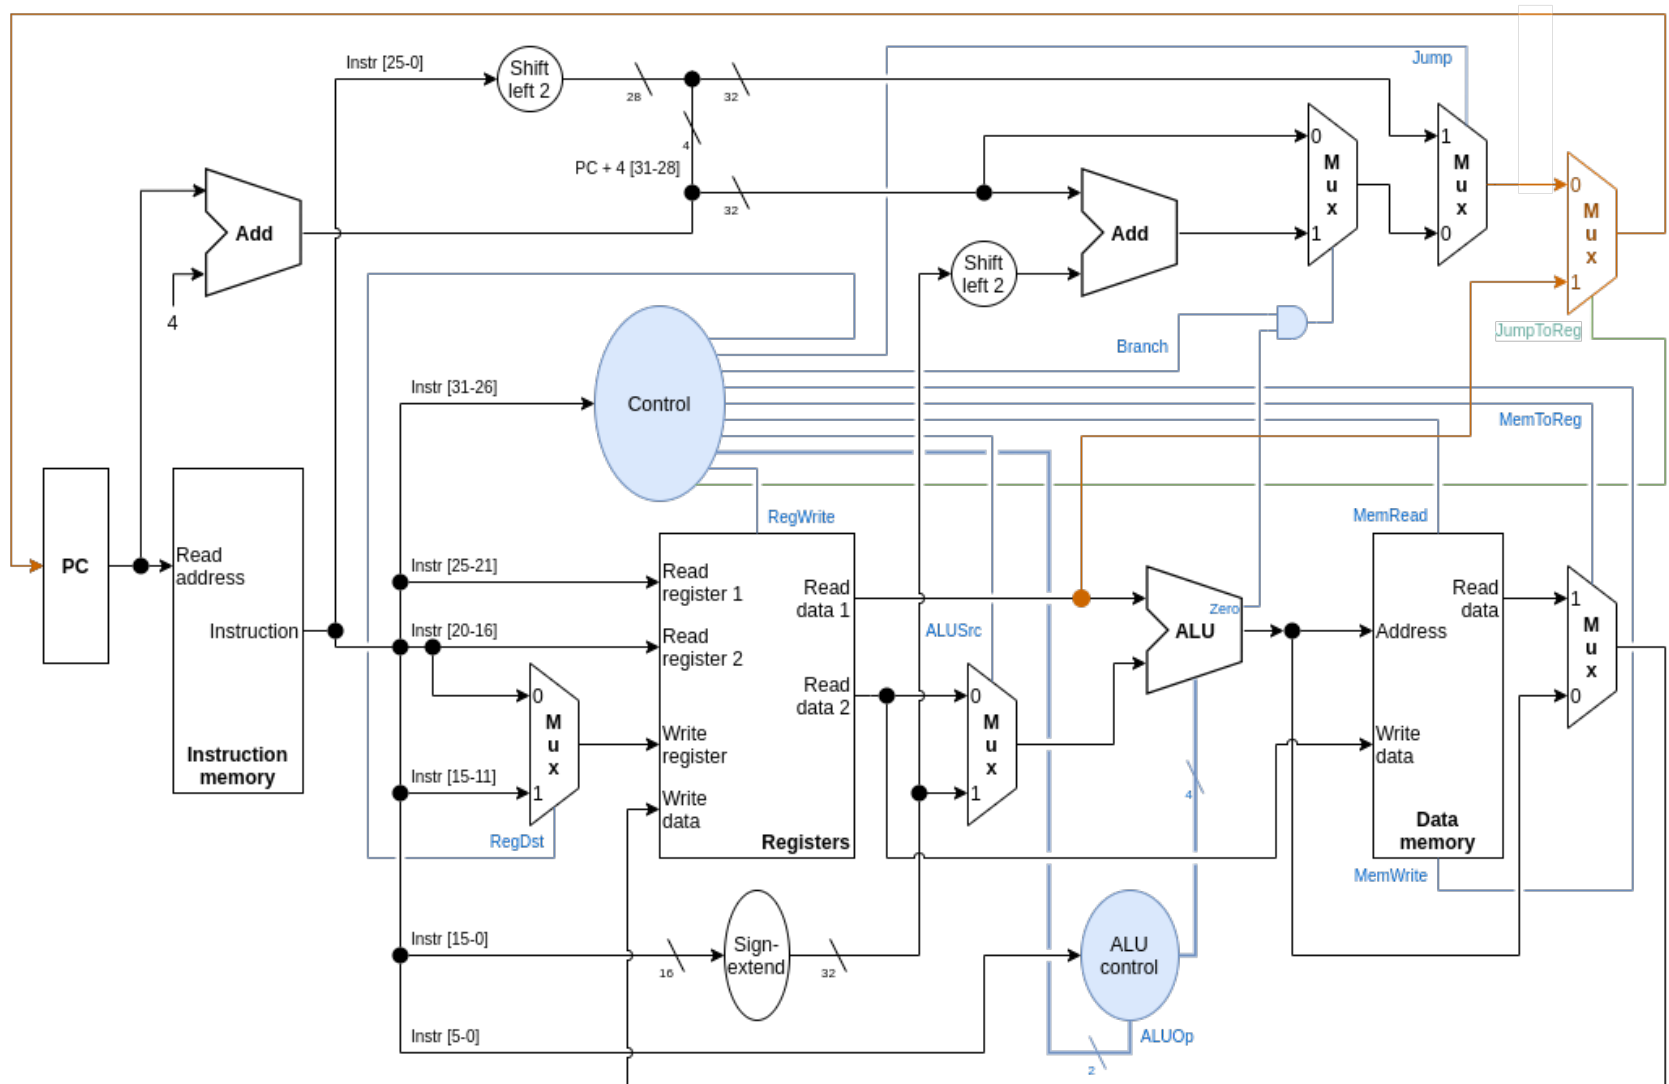 Instr [25-0]
Shift
left 2
28
32
Jump
4
PC + 4 [31-28]
32
Add
4
Shift
left 2
Add
0
M
u
x
1
1
M
u
x
0
0
M
u
x
1
JumpToReg
Branch
Instr [31-26]
Control
MemToReg
RegWrite
MemRead
PC
Read
address
Instruction
Instruction
memory
Instr [25-21]
Instr [20-16]
Read
register 1
Read
register 2
Write
register
Write
data
Read
data 1
Read
data 2
Registers
0
M
u
x
1
Instr [15-11]
RegDst
ALUSrc
0
M
u
x
1
Zero
ALU
4
Address
Read
data
Write
data
Data
memory
MemWrite
1
M
u
x
0
Instr [15-0]
16
Sign-
extend
32
ALU
control
Instr [5-0]
ALUOp
2